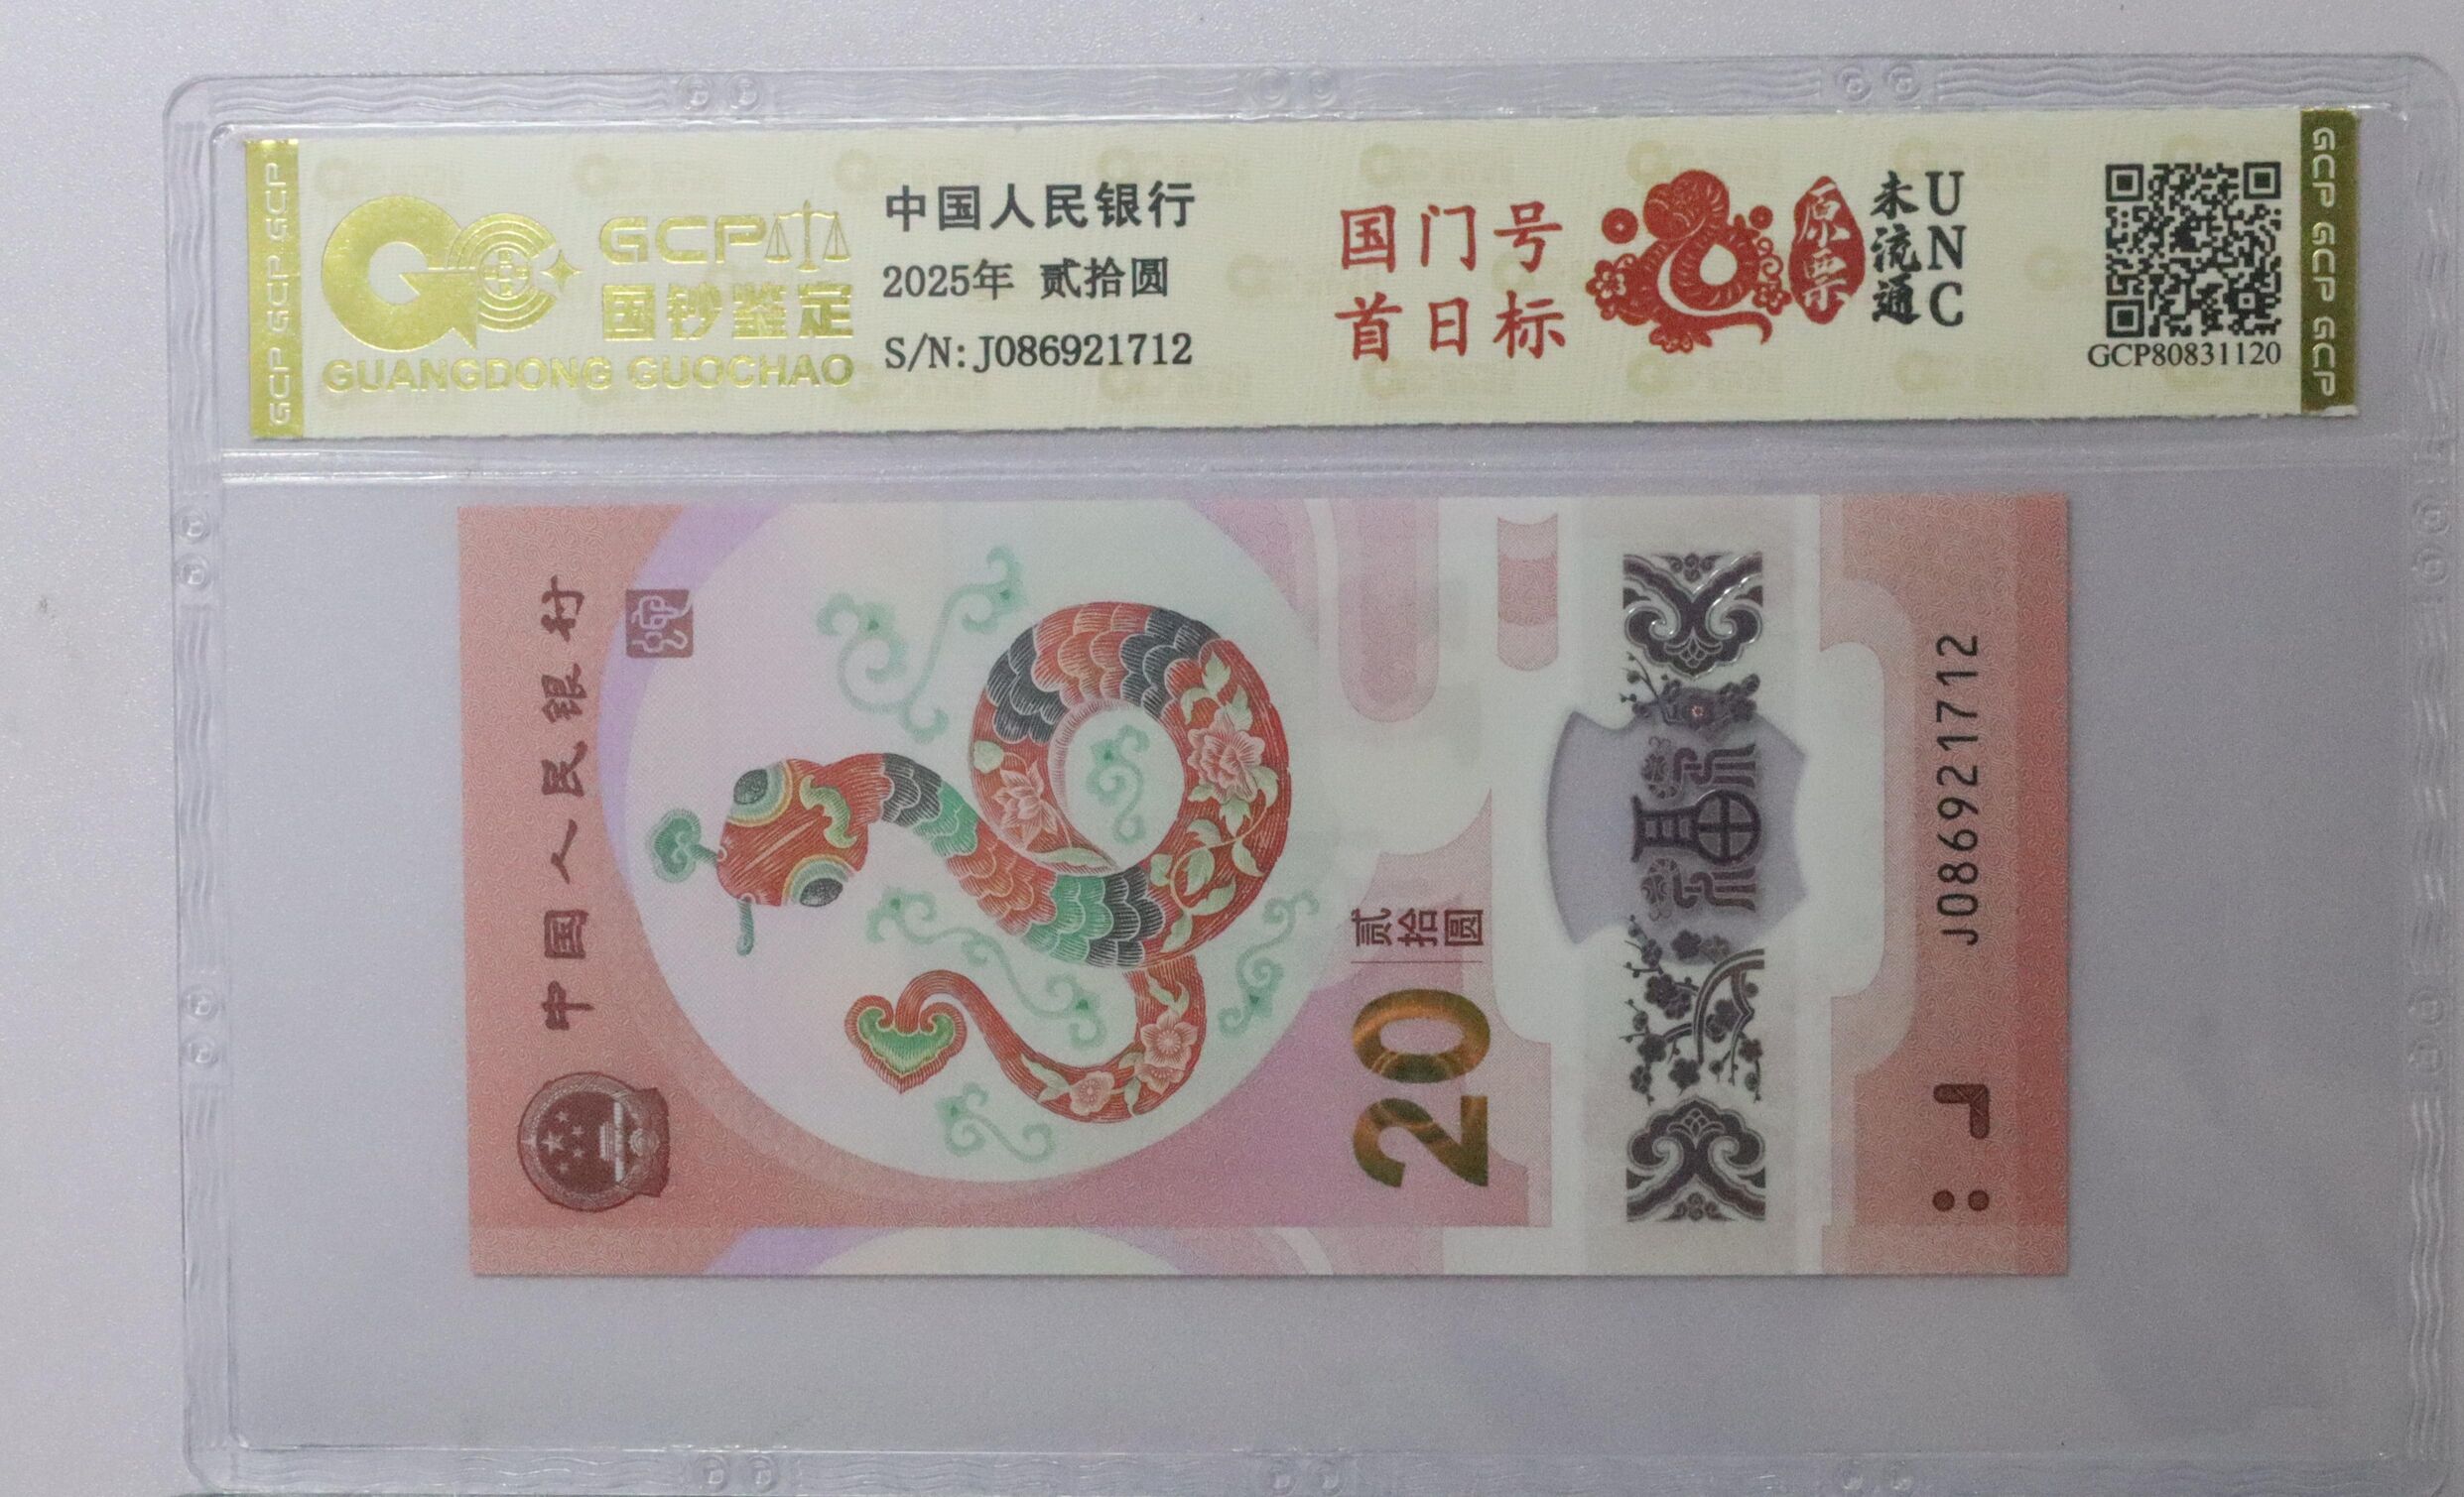 GCP GCP GCP
GCP
国钞鉴定
GUANGDONG GUOCHAO
中国人民银行
2025年 贰拾圆
S/N:J086921712
国门号
首日标
原票
未流通
UNC
GCP80831120
GCP GCP GCP
中国人民银行
20
贰拾圆
福
J086921712